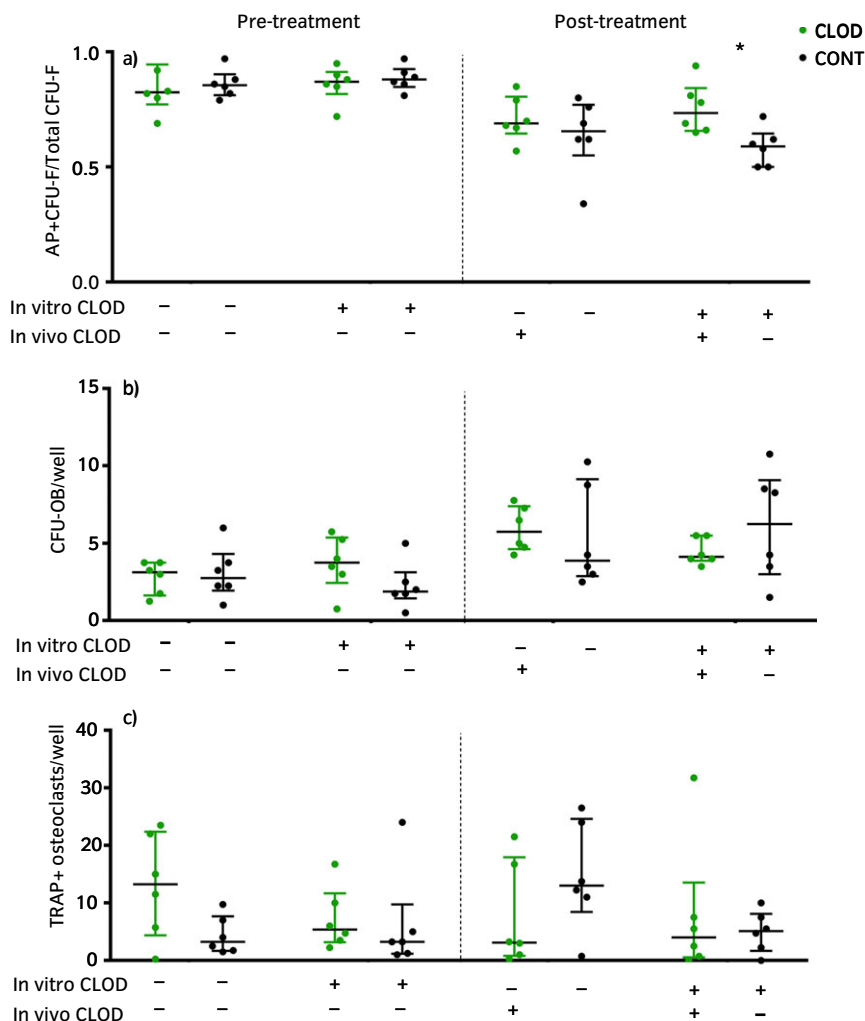 Pre-treatment Post-treatment
CLOD
CONT
a) *
AP+CFU-F/Total CFU-F
1.0
0.5
0.0
In vitro CLOD – – + + – – + +
In vivo CLOD – – – – + – + –
b)
CFU-OB/well
15
10
5
0
In vitro CLOD – – + + – – + +
In vivo CLOD – – – – + – + –
c)
TRAP+ osteoclasts/well
40
30
20
10
0
In vitro CLOD – – + + – – + +
In vivo CLOD – – – – + – + –